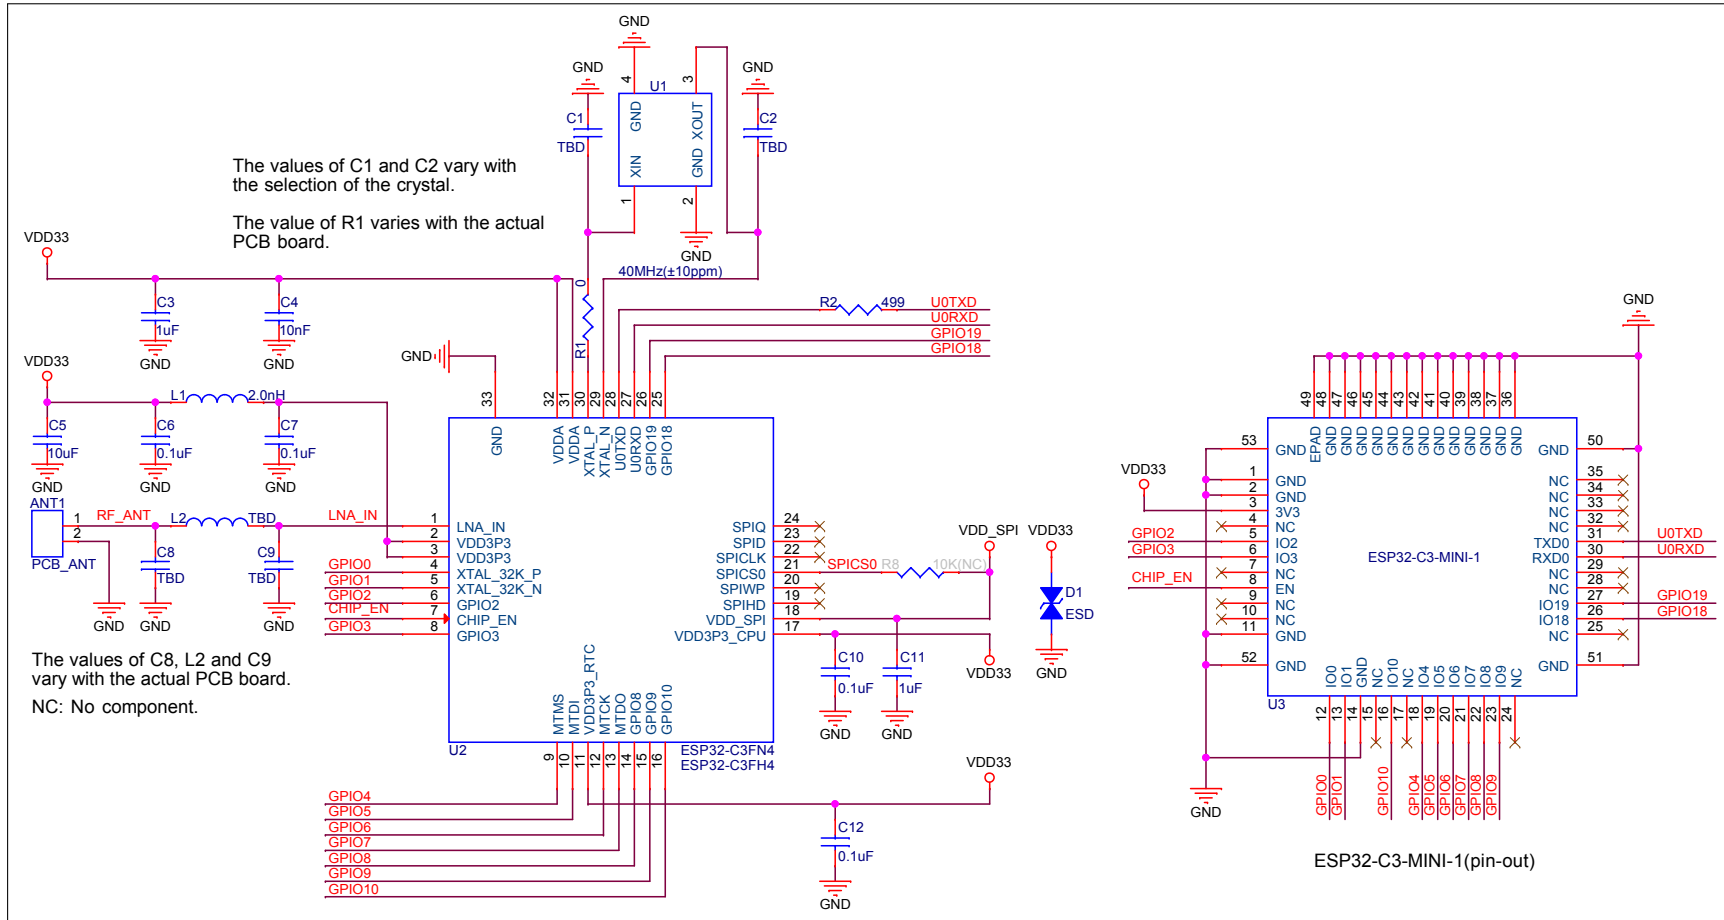 GND
GND
GND
4
3
U1
GND
XOUT
C1
TBD
C2
TBD
XIN
GND
1
2
GND
The values of C1 and C2 vary with
the selection of the crystal.
The value of R1 varies with the actual
PCB board.
VDD33
40MHz(±10ppm)
C3
1uF
GND
C4
10nF
GND
0
R1
R2
499
U0TXD
U0RXD
GPIO19
GPIO18
GND
VDD33
L1
2.0nH
C5
10uF
GND
C6
0.1uF
GND
C7
0.1uF
GND
33
32
31
30
29
28
27
26
25
GND
VDDA
VDDA
XTAL_P
XTAL_N
U0TXD
U0RXD
GPIO19
GPIO18
ANT1
1
2
PCB_ANT
RF_ANT
L2
TBD
LNA_IN
C8
TBD
C9
TBD
GND
GND
GND
GPIO0
GPIO1
GPIO2
CHIP_EN
GPIO3
1
2
3
4
5
6
7
8
LNA_IN
VDD3P3
VDD3P3
XTAL_32K_P
XTAL_32K_N
GPIO2
CHIP_EN
GPIO3
SPIQ
SPID
SPICLK
SPICS0
SPIWP
SPIHD
VDD_SPI
VDD3P3_CPU
24
23
22
21
20
19
18
17
SPICS0
R8
10K(NC)
VDD_SPI
VDD33
D1
ESD
GND
C10
0.1uF
GND
C11
1uF
GND
VDD33
The values of C8, L2 and C9
vary with the actual PCB board.
NC: No component.
MTMS
MTDI
VDD3P3_RTC
MTCK
MTDO
GPIO8
GPIO9
GPIO10
U2
ESP32-C3FN4
ESP32-C3FH4
9
10
11
12
13
14
15
16
GPIO4
GPIO5
GPIO6
GPIO7
GPIO8
GPIO9
GPIO10
VDD33
C12
0.1uF
GND
GND
49
48
47
46
45
44
43
42
41
40
39
38
37
36
EPAD
GND
GND
GND
GND
GND
GND
GND
GND
GND
GND
GND
GND
GND
VDD33
GPIO2
GPIO3
CHIP_EN
53
1
2
3
4
5
6
7
8
9
10
11
52
GND
GND
GND
3V3
NC
IO2
IO3
NC
EN
NC
NC
GND
GND
ESP32-C3-MINI-1
GND
NC
NC
NC
NC
TXD0
RXD0
NC
NC
IO19
IO18
NC
GND
50
35
34
33
32
31
30
29
28
27
26
25
51
U0TXD
U0RXD
GPIO19
GPIO18
IO0
IO1
GND
NC
IO10
NC
IO4
IO5
IO6
IO7
IO8
IO9
NC
U3
12
13
14
15
16
17
18
19
20
21
22
23
24
GPIO0
GPIO1
GPIO10
GPIO4
GPIO5
GPIO6
GPIO7
GPIO8
GPIO9
GND
ESP32-C3-MINI-1(pin-out)